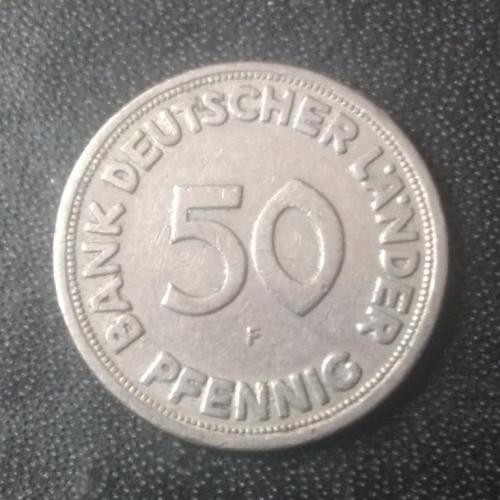 BANK DEUTSCHER LÄNDER
50
F
PFENNIG